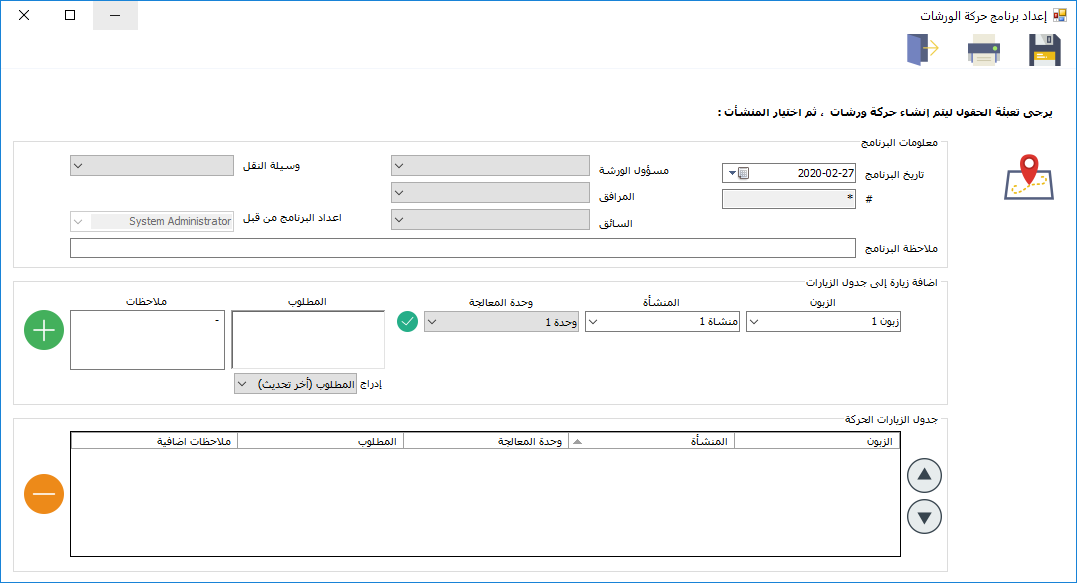 إعداد برنامج حركة الورشات
يرجى تعبئة الحقول ليتم إنشاء حركة ورشات ، ثم اختيار المنشأت :
معلومات البرنامج
تاريخ البرنامج 2020-02-27
مسؤول الورشة
وسيلة النقل
# *
المرافق
السائق
اعداد البرنامج من قبل System Administrator
ملاحظة البرنامج
اضافة زيارة إلى جدول الزيارات
الزبون المنشأة وحدة المعالجة المطلوب ملاحظات
زبون 1 منشاة 1 وحدة 1 -
إدراج المطلوب (أخر تحديث)
جدول الزيارات الحركة
الزبون المنشأة وحدة المعالجة المطلوب ملاحظات اضافية